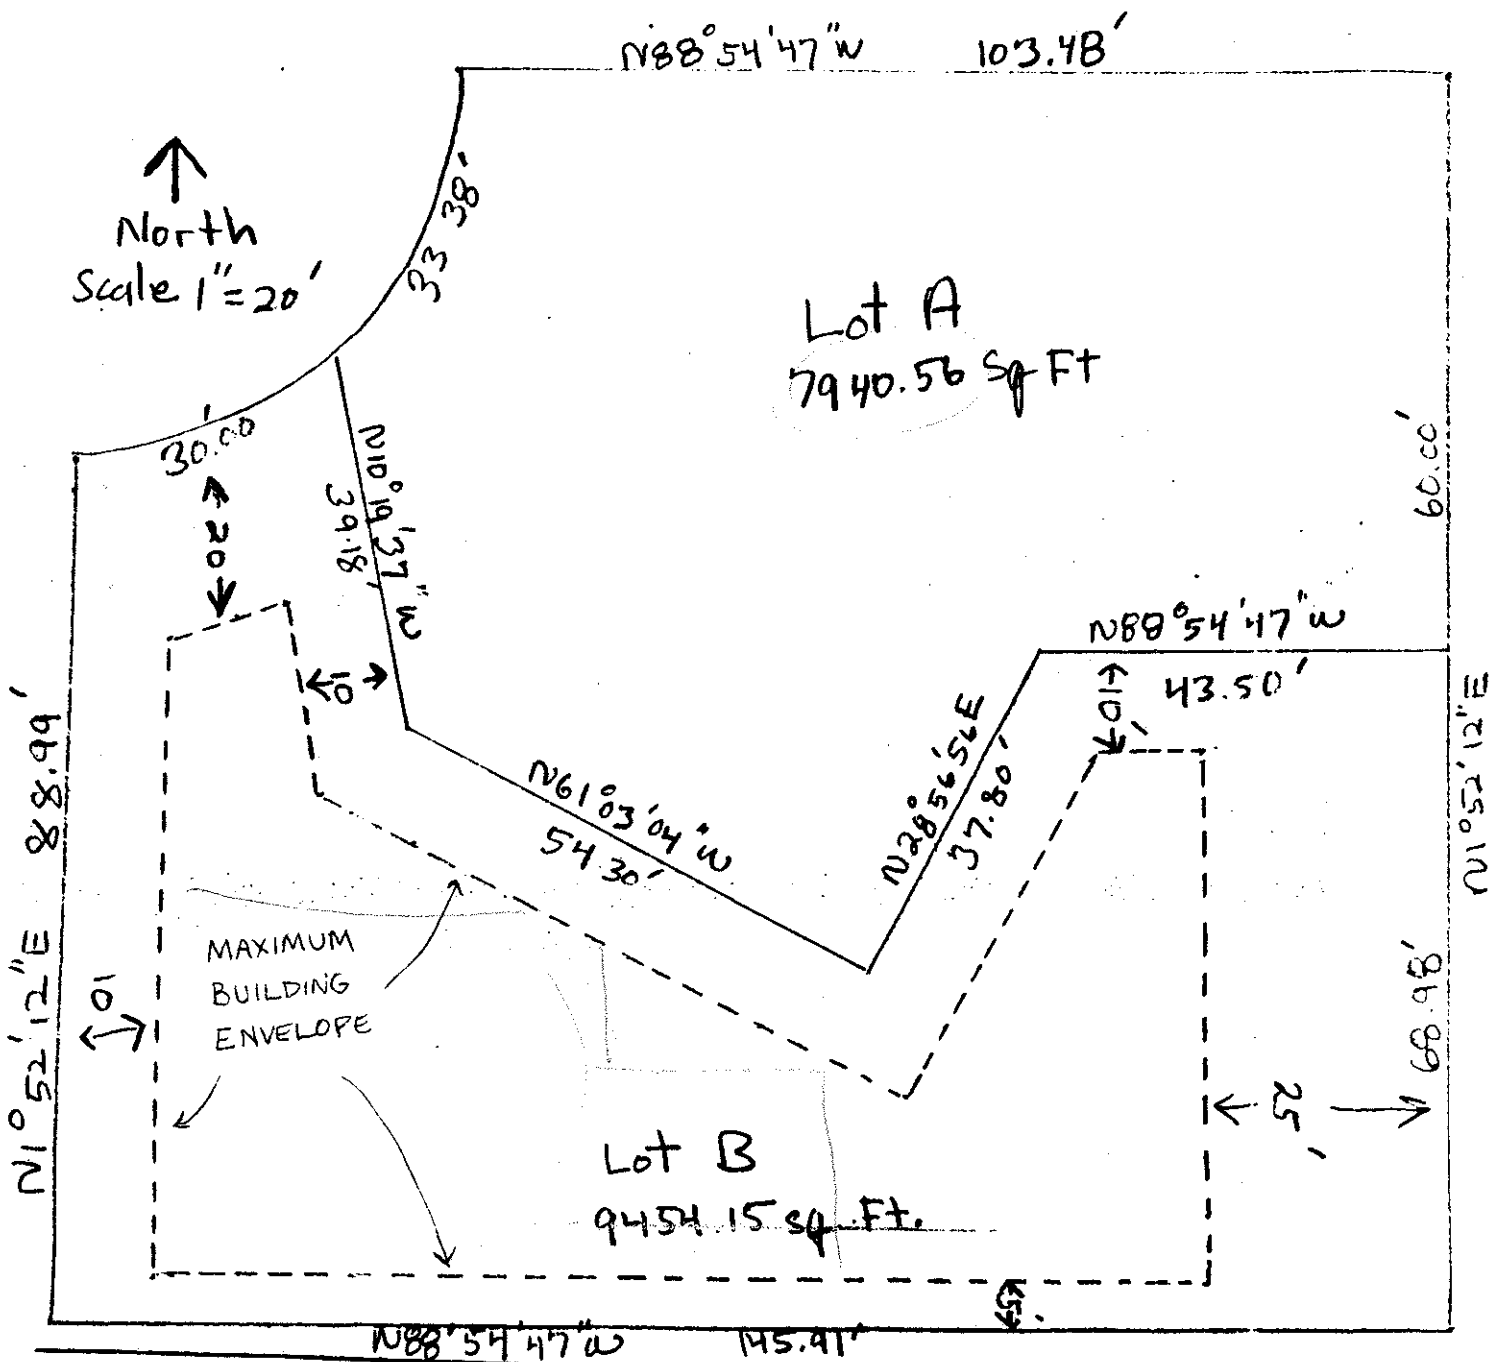 N88°54'47"W 103.48'
North
Scale 1"=20'
33.38'
Lot A
7940.56 Sq Ft
30.00'
20'
N10°19'37"W
39.18'
10
60.00'
N88°54'47"W
43.50'
10'
N1°52'12"E
N61°03'04"W
54.30'
N28°56'56E
37.80'
N1°52'12"E 88.99'
10
MAXIMUM
BUILDING
ENVELOPE
68.98'
25'
Lot B
9454.15 sq. Ft.
5'
N88°54'47"W 145.91'